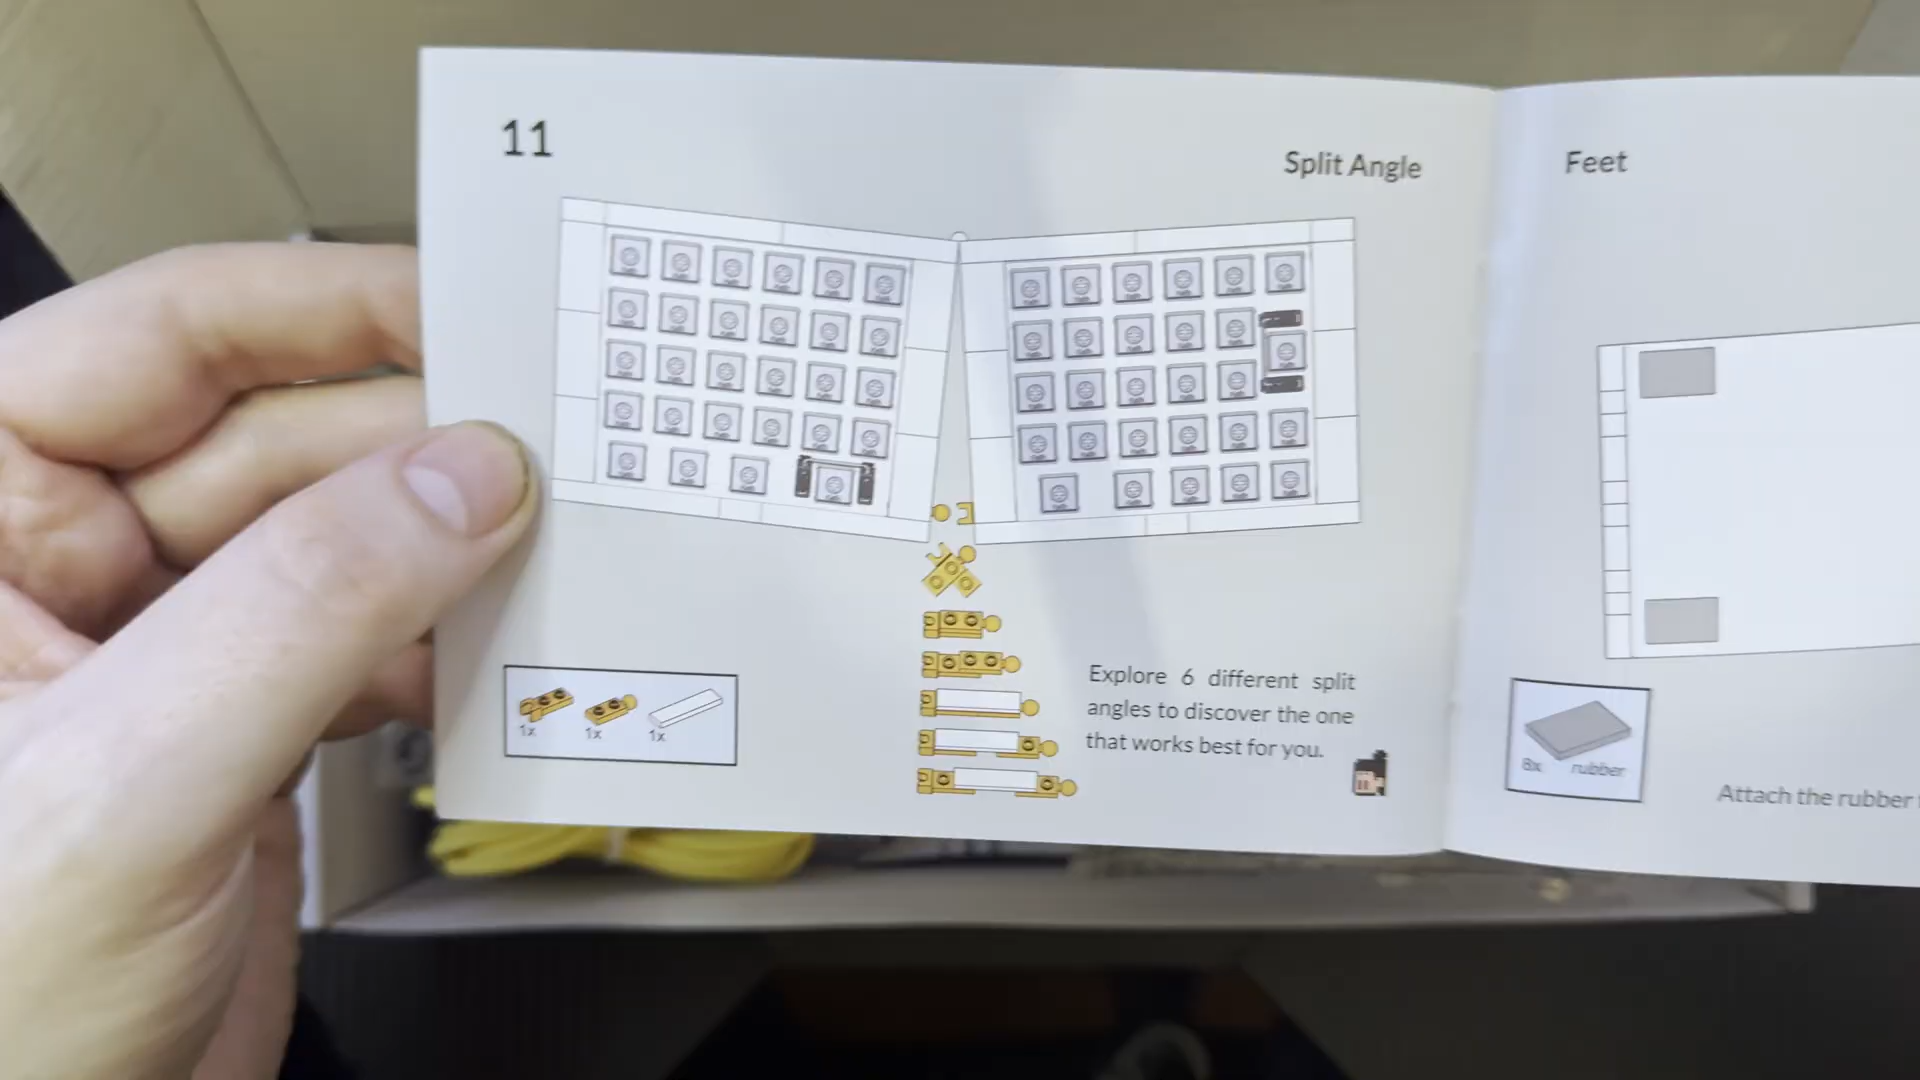 11
Split Angle
Explore 6 different split
angles to discover the one
that works best for you.
1x
1x
1x
Feet
8x rubber
Attach the rubber